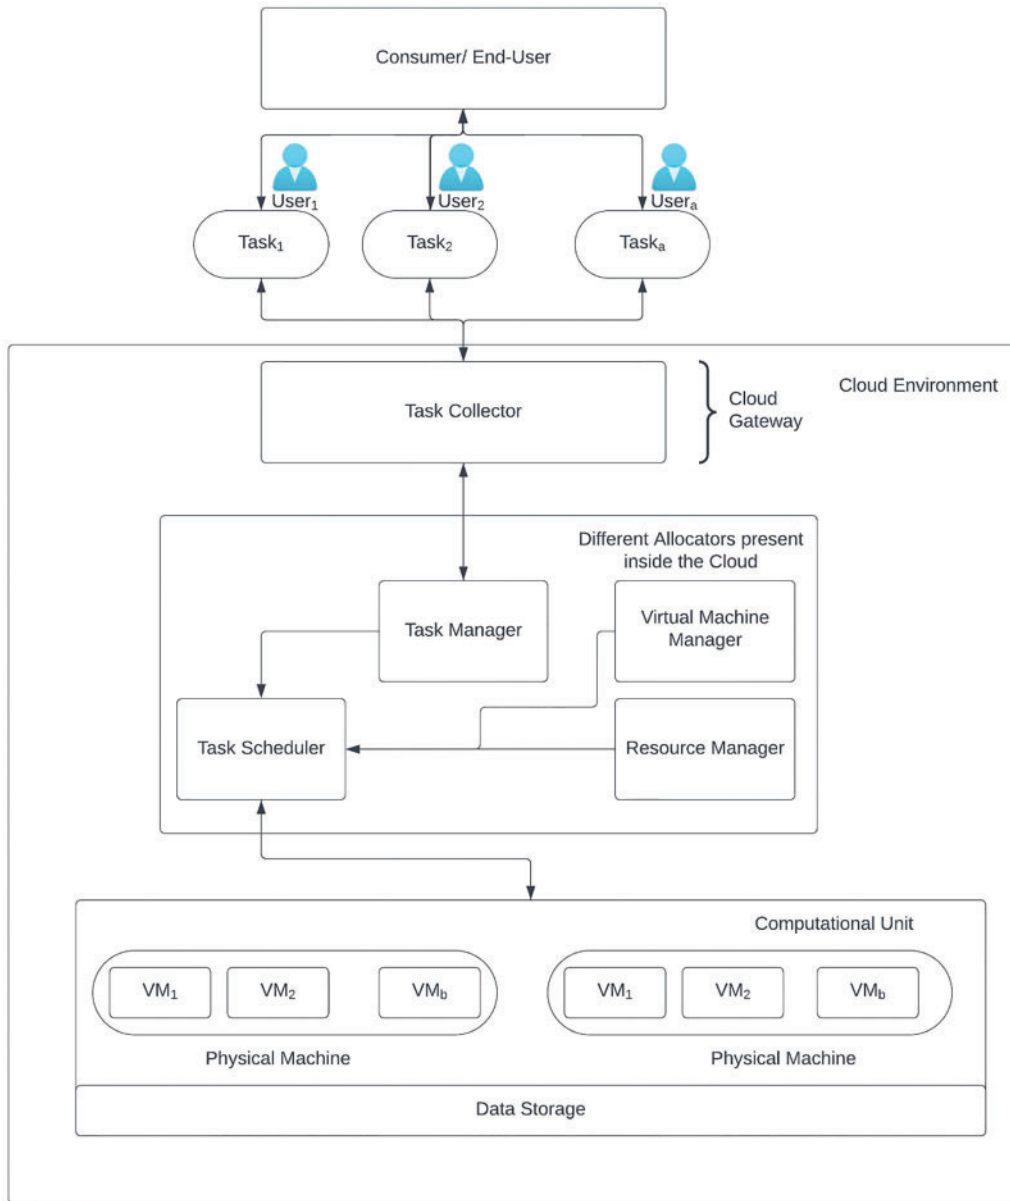 Consumer/ End-User
User₁
User₂
Userₐ
Task₁
Task₂
Taskₐ
Cloud Environment
Task Collector
Cloud
Gateway
Different Allocators present
inside the Cloud
Task Manager
Virtual Machine
Manager
Task Scheduler
Resource Manager
Computational Unit
VM₁
VM₂
VM_b
VM₁
VM₂
VM_b
Physical Machine
Physical Machine
Data Storage